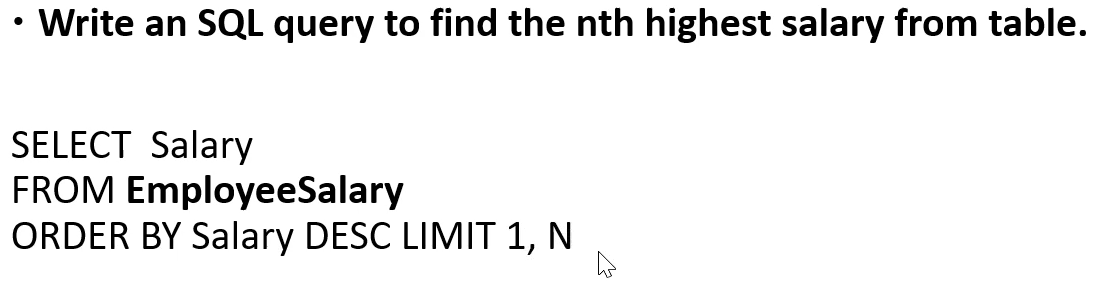 • Write an SQL query to find the nth highest salary from table.
SELECT  Salary
FROM EmployeeSalary
ORDER BY Salary DESC LIMIT 1, N